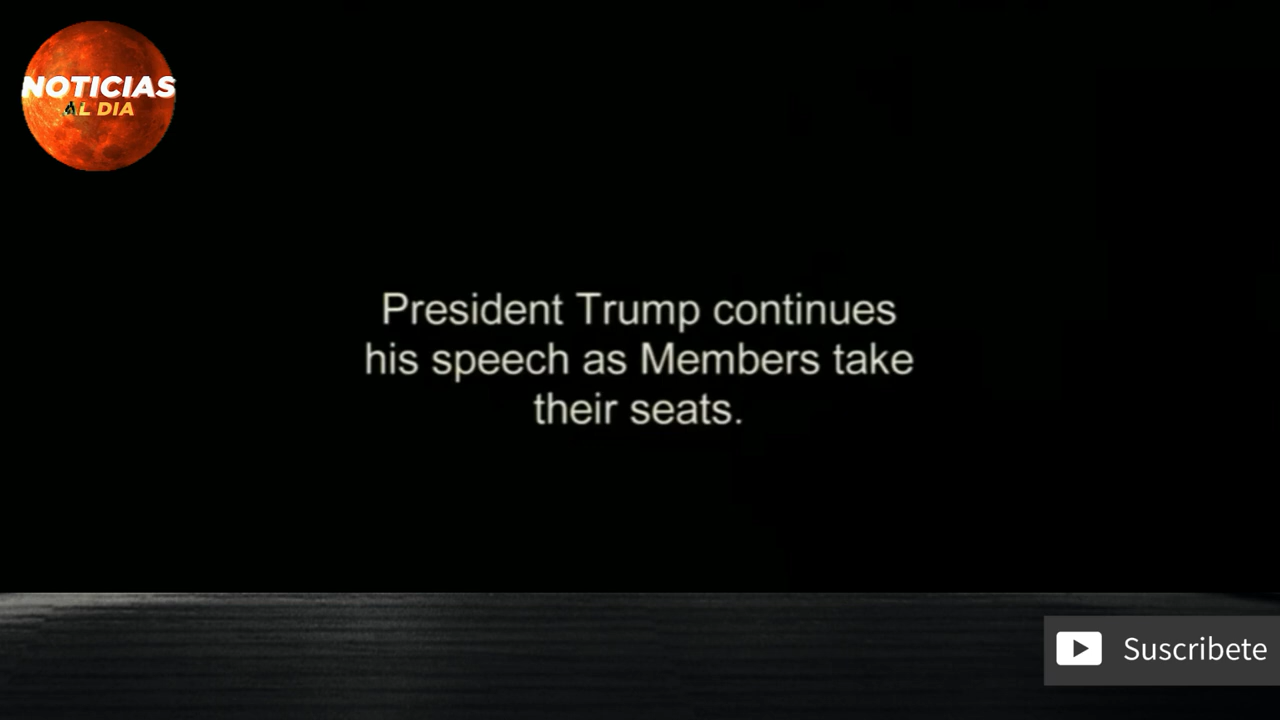 NOTICIAS
AL DIA
President Trump continues
his speech as Members take
their seats.
Suscribete